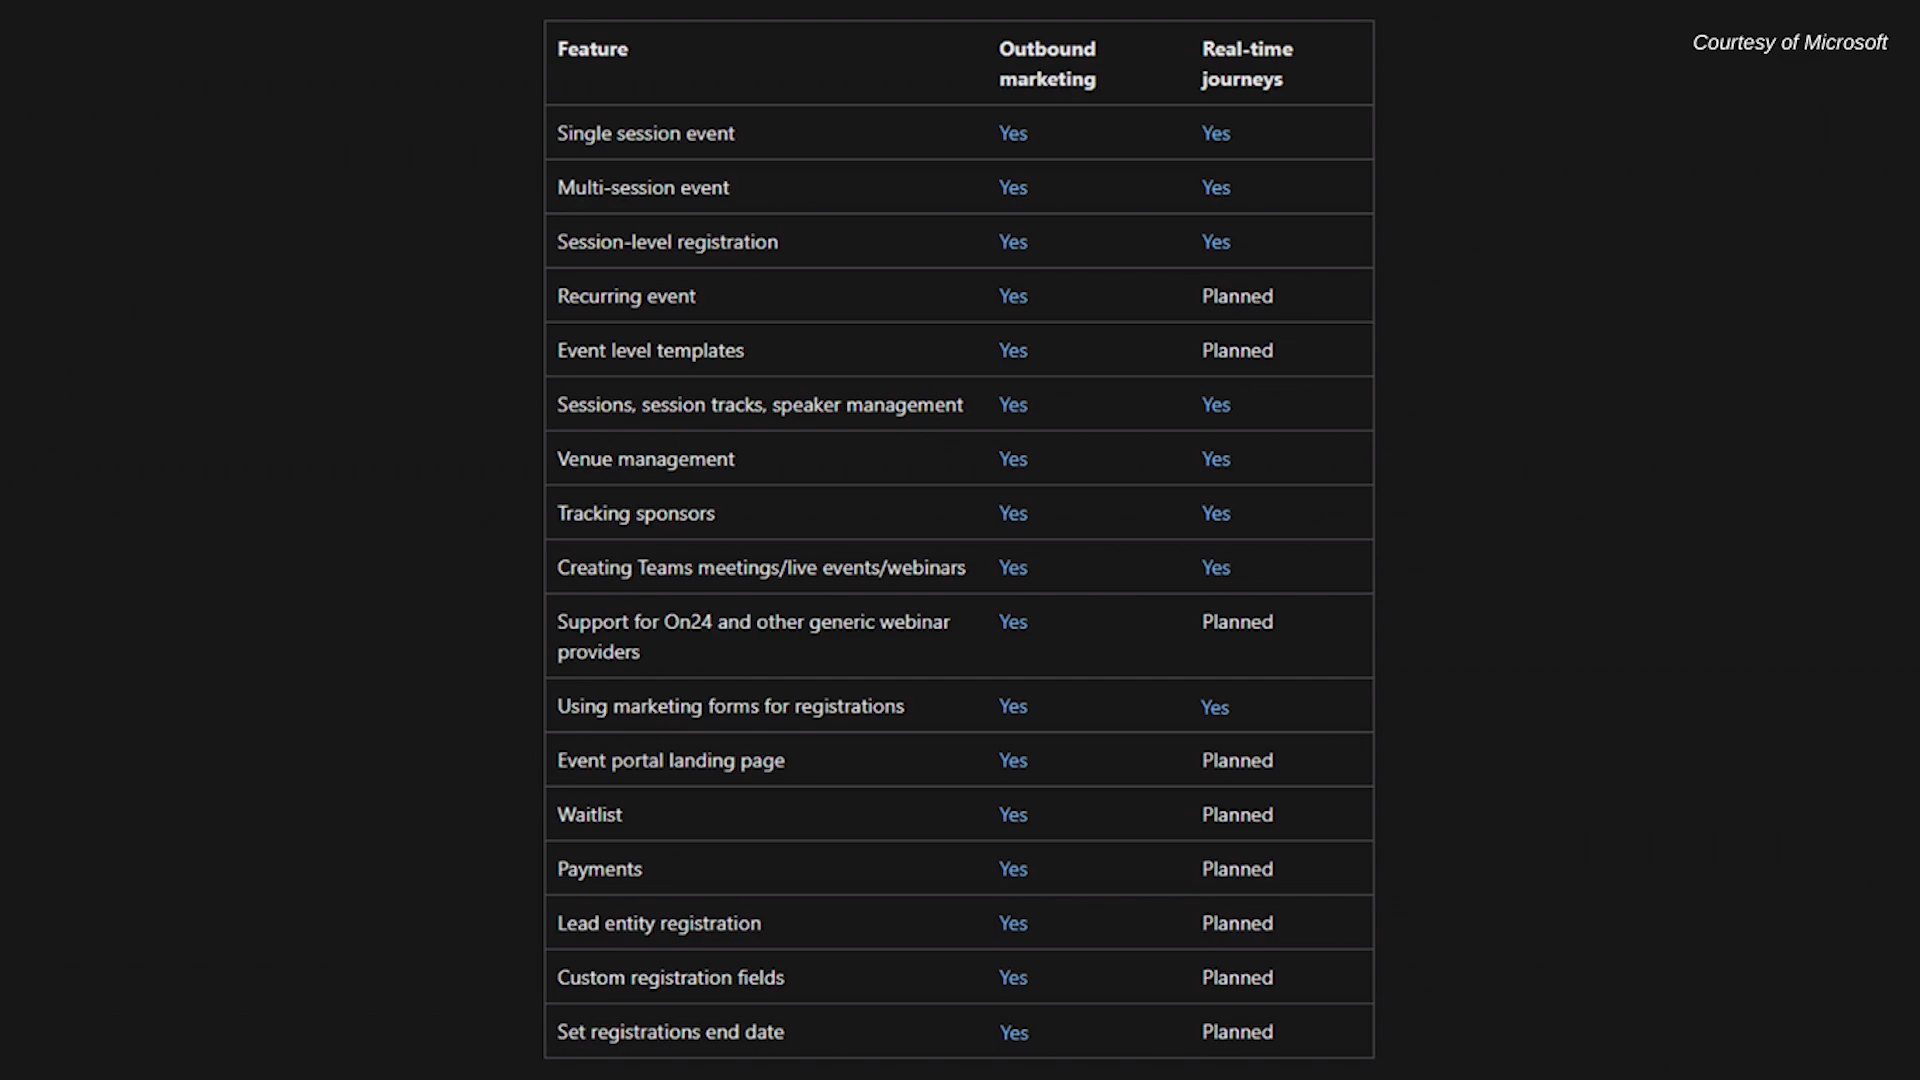 Courtesy of Microsoft
Feature Outbound marketing Real-time journeys
Single session event Yes Yes
Multi-session event Yes Yes
Session-level registration Yes Yes
Recurring event Yes Planned
Event level templates Yes Planned
Sessions, session tracks, speaker management Yes Yes
Venue management Yes Yes
Tracking sponsors Yes Yes
Creating Teams meetings/live events/webinars Yes Yes
Support for On24 and other generic webinar providers Yes Planned
Using marketing forms for registrations Yes Yes
Event portal landing page Yes Planned
Waitlist Yes Planned
Payments Yes Planned
Lead entity registration Yes Planned
Custom registration fields Yes Planned
Set registrations end date Yes Planned